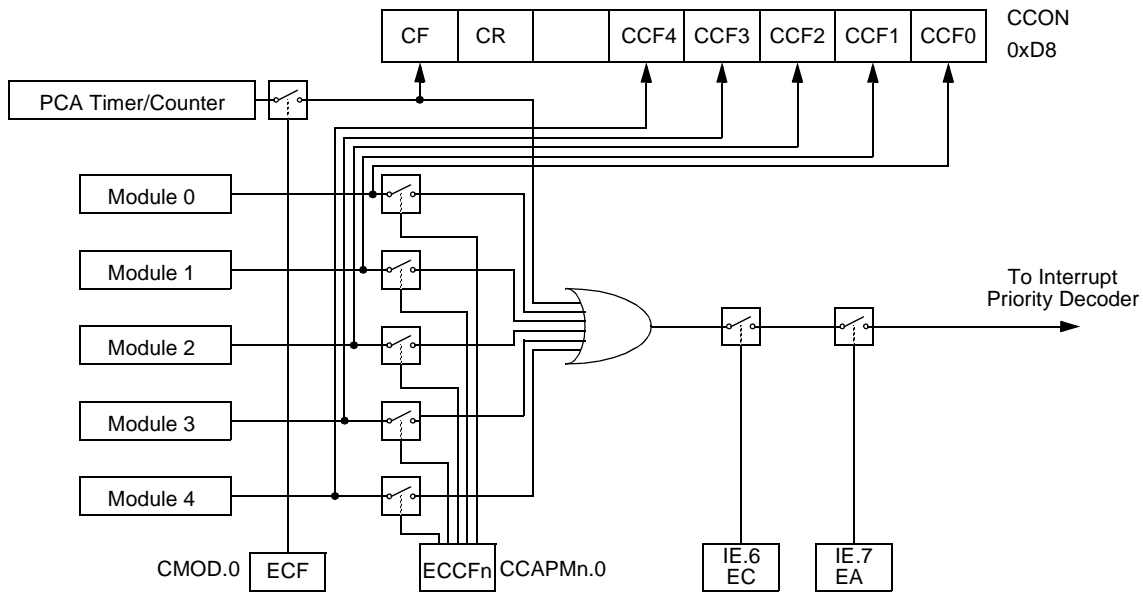 CF CR CCF4 CCF3 CCF2 CCF1 CCF0
CCON
0xD8
PCA Timer/Counter
Module 0
Module 1
Module 2
Module 3
Module 4
To Interrupt
Priority Decoder
CMOD.0 ECF
ECCFn CCAPMn.0
IE.6
EC
IE.7
EA